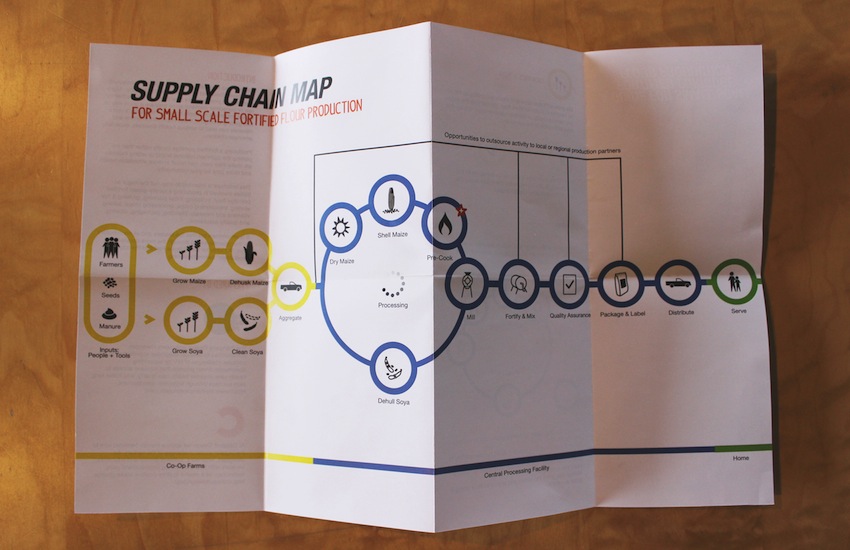 SUPPLY CHAIN MAP
FOR SMALL SCALE FORTIFIED FLOUR PRODUCTION
Opportunities to outsource activity to local or regional production partners
Shell Maize
Dry Maize
Pre-Cook
Farmers
Grow Maize
Dehusk Maize
Seeds
Processing
Aggregate
Mill
Fortify & Mix
Quality Assurance
Package & Label
Distribute
Serve
Manure
Inputs:
People + Tools
Grow Soya
Clean Soya
Dehull Soya
Co-Op Farms
Central Processing Facility
Home